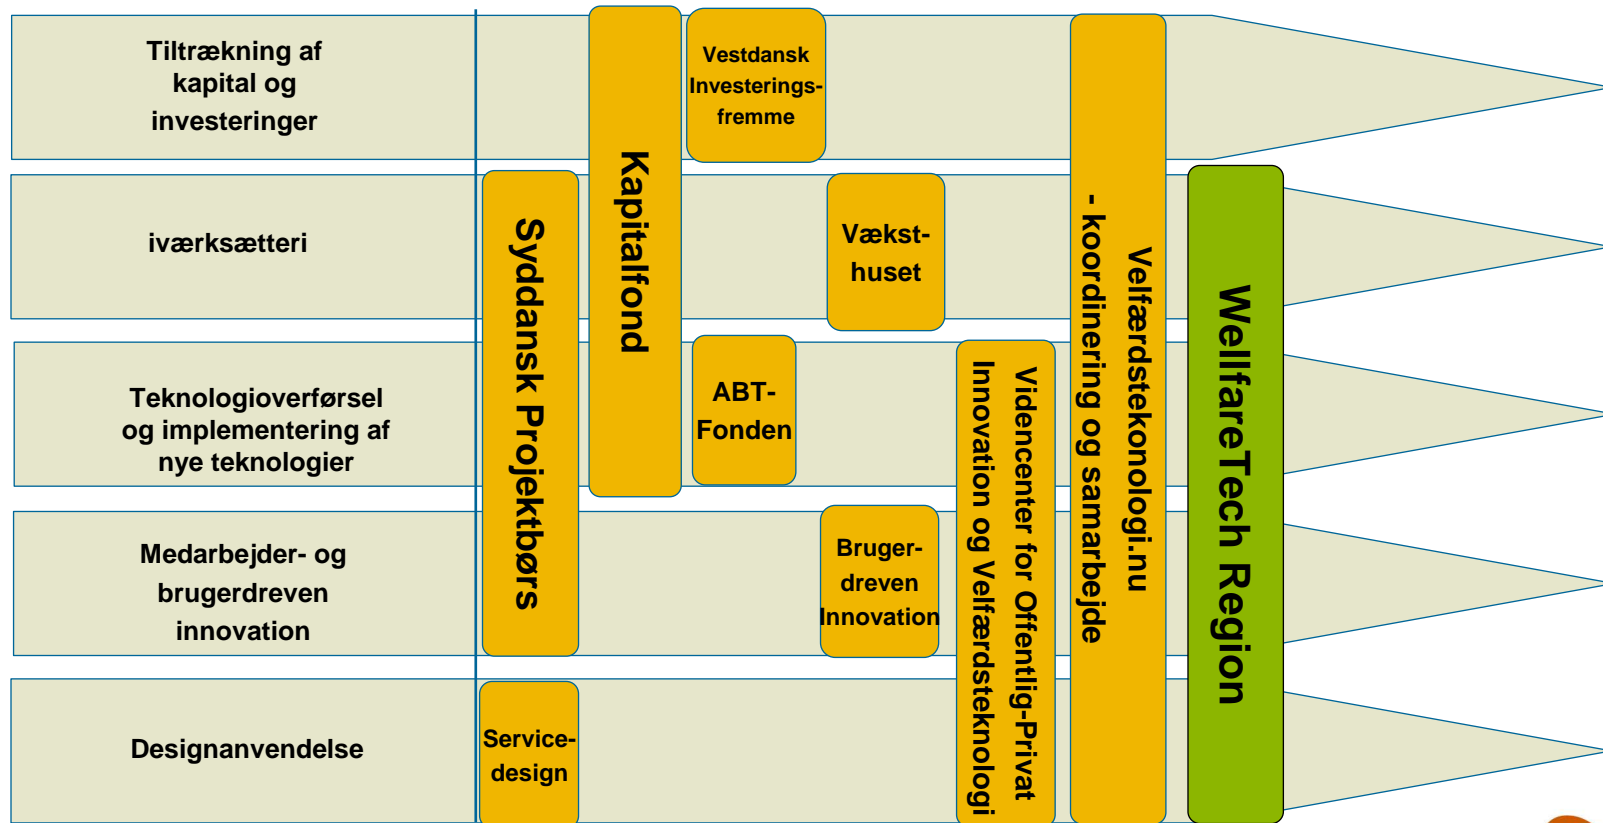 Tiltrækning af
kapital og
investeringer
iværksætteri
Teknologioverførsel
og implementering af
nye teknologier
Medarbejder- og
brugerdreven
innovation
Designanvendelse
Syddansk Projektbørs
Service-
design
Kapitalfond
Vestdansk
Investerings-
fremme
ABT-
Fonden
Vækst-
huset
Bruger-
dreven
Innovation
Videncenter for Offentlig-Privat
Innovation og Velfærdsteknologi
Velfærdstekonologi.nu
- koordinering og samarbejde
WellfareTech Region